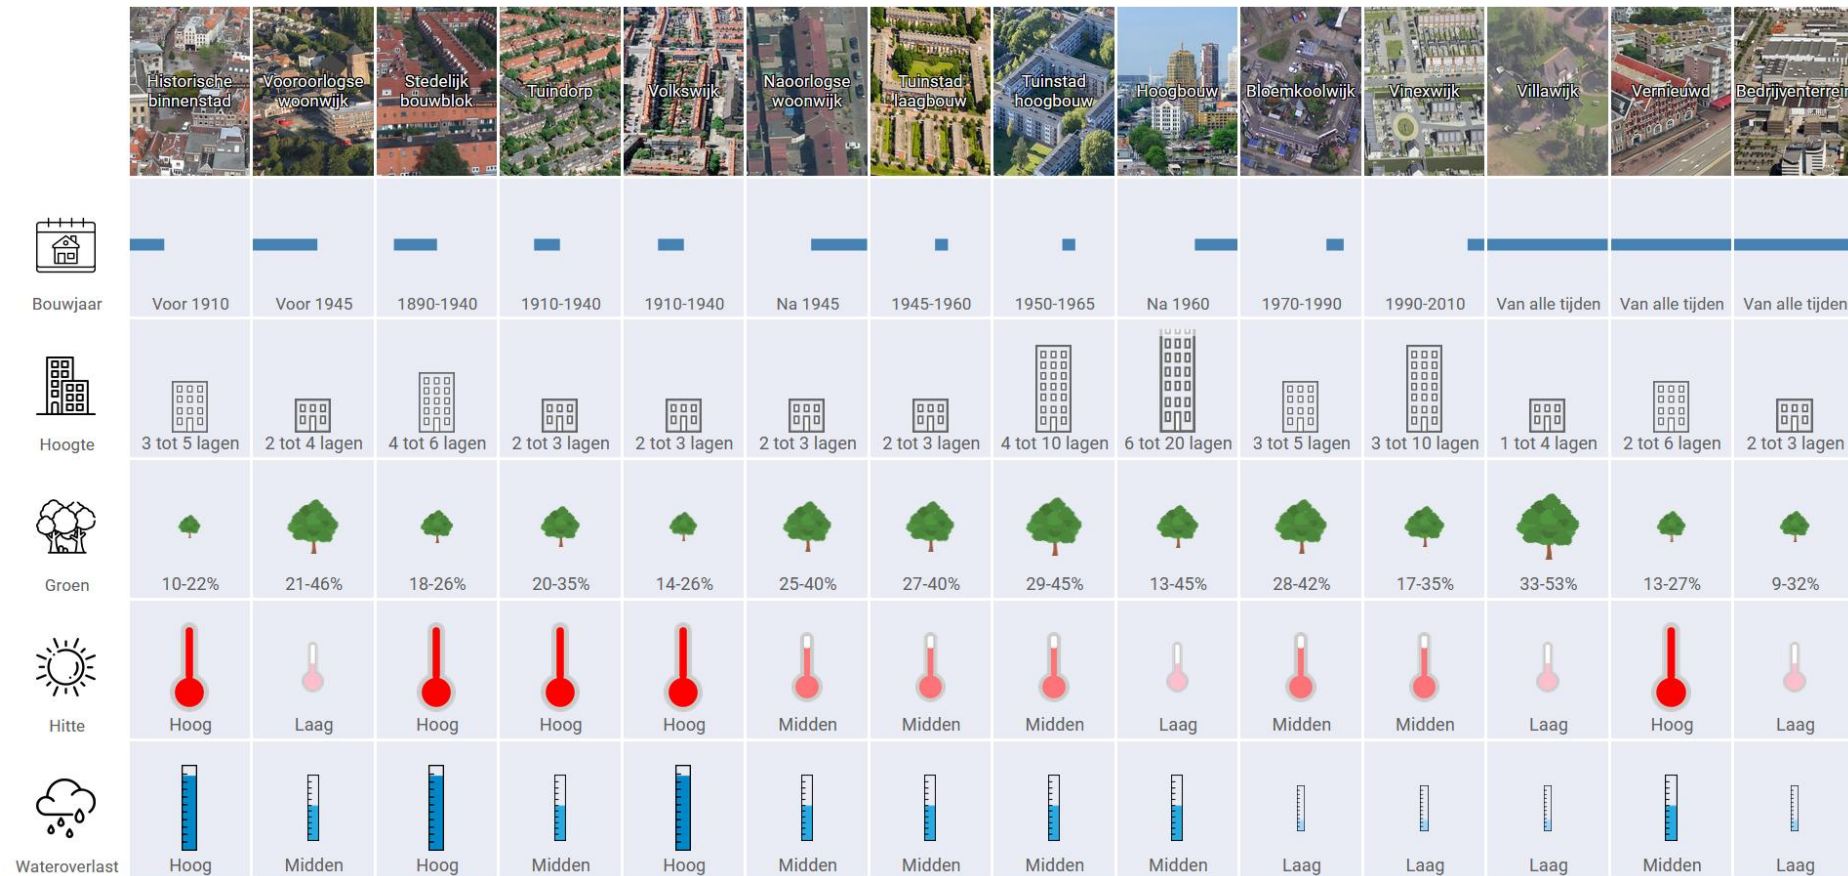 Historische
binnenstad
Vooroorlogse
woonwijk
Stedelijk
bouwblok
Tuindorp
Volkswijk
Naoorlogse
woonwijk
Tuinstad
laagbouw
Tuinstad
hoogbouw
Hoogbouw
Bloemkoolwijk
Vinexwijk
Villawijk
Vernieuwd
Bedrijventerrein
Bouwjaar Voor 1910 Voor 1945 1890-1940 1910-1940 1910-1940 Na 1945 1945-1960 1950-1965 Na 1960 1970-1990 1990-2010 Van alle tijden Van alle tijden Van alle tijden
Hoogte 3 tot 5 lagen 2 tot 4 lagen 4 tot 6 lagen 2 tot 3 lagen 2 tot 3 lagen 2 tot 3 lagen 2 tot 3 lagen 4 tot 10 lagen 6 tot 20 lagen 3 tot 5 lagen 3 tot 10 lagen 1 tot 4 lagen 2 tot 6 lagen 2 tot 3 lagen
Groen 10-22% 21-46% 18-26% 20-35% 14-26% 25-40% 27-40% 29-45% 13-45% 28-42% 17-35% 33-53% 13-27% 9-32%
Hitte Hoog Laag Hoog Hoog Hoog Midden Midden Midden Laag Midden Midden Laag Hoog Laag
Wateroverlast Hoog Midden Hoog Midden Hoog Midden Midden Midden Midden Laag Laag Laag Midden Laag